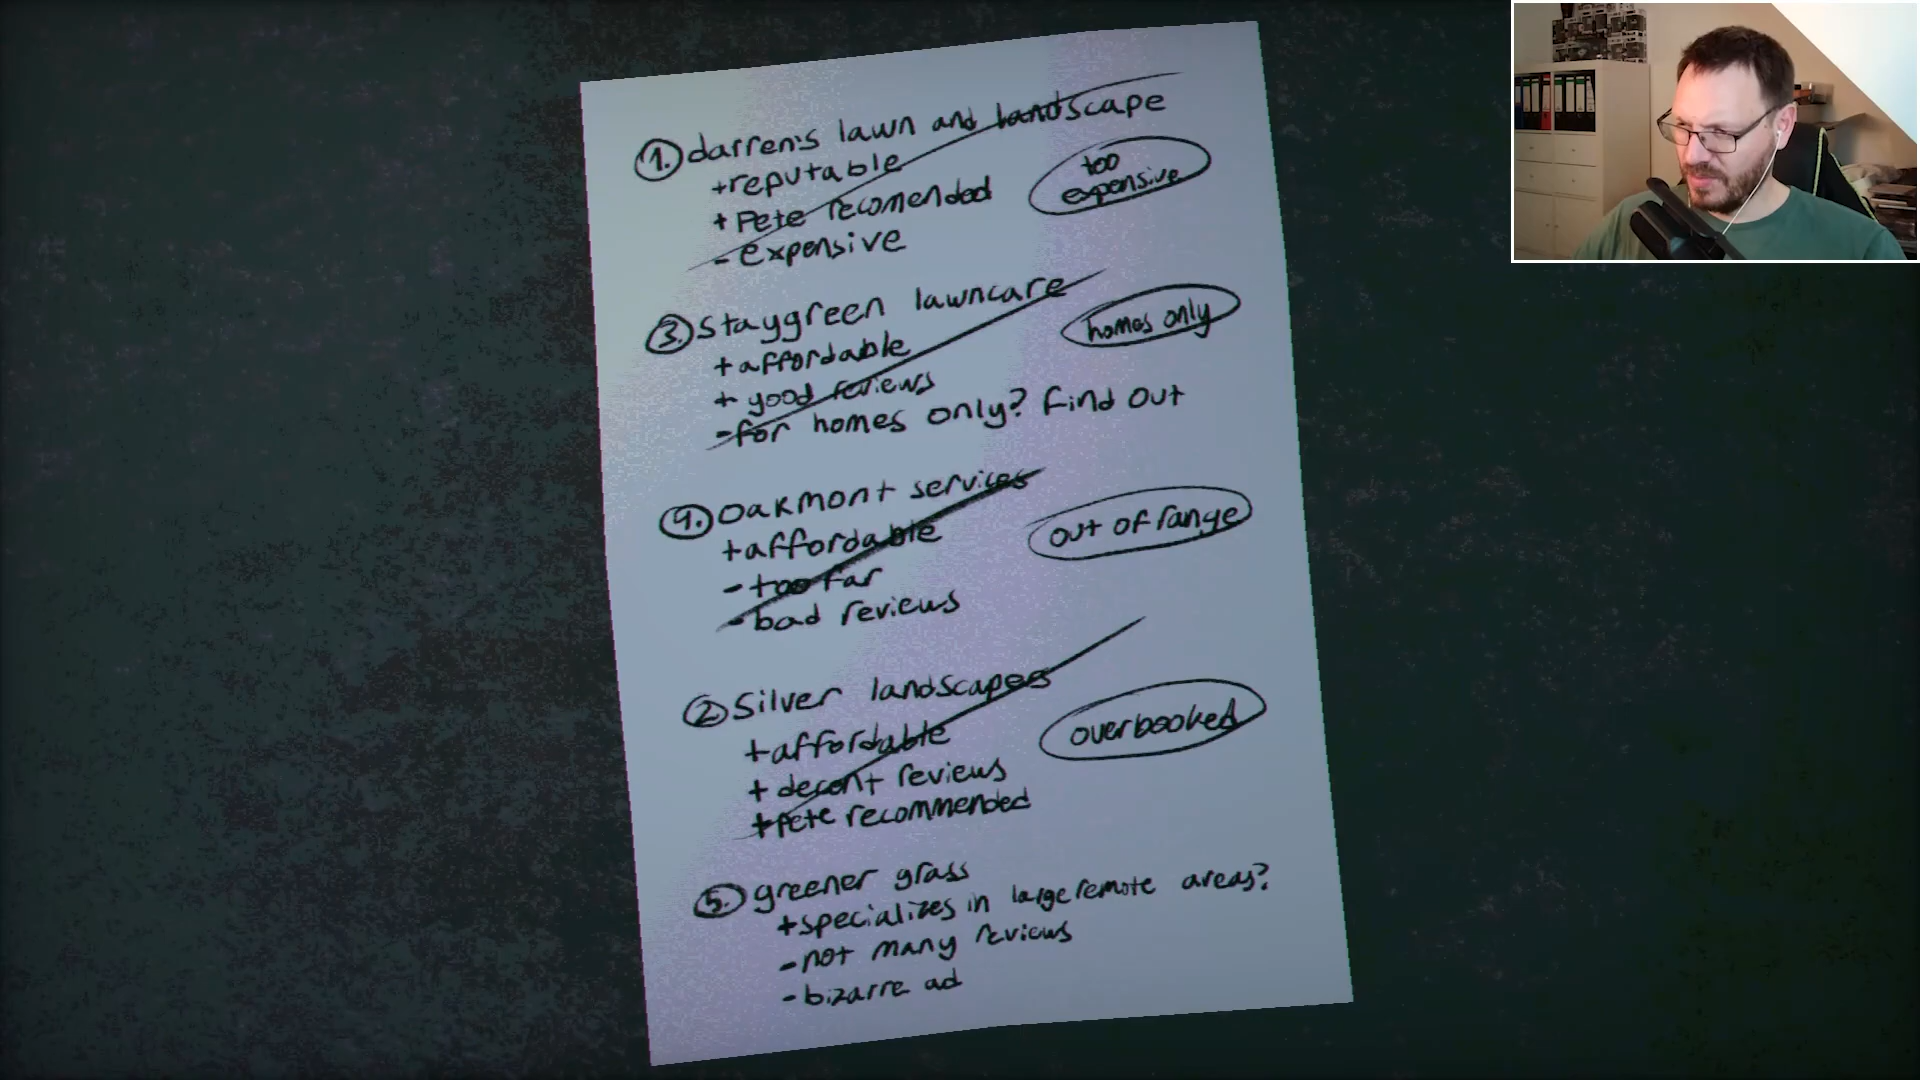 1. darren's lawn and landscape
+reputable
+Pete recomended
- expensive
too
expensive
3. Staygreen lawncare
+affordable
+ good reviews
-for homes only? find out
homes only
4. Oakmont services
+affordable
- too far
- bad reviews
out of range
2. Silver landscapers
+affordable
+ decent reviews
+Pete recommended
overbooked
5. greener grass
+specializes in large remote areas?
-not many reviews
-bizarre ad